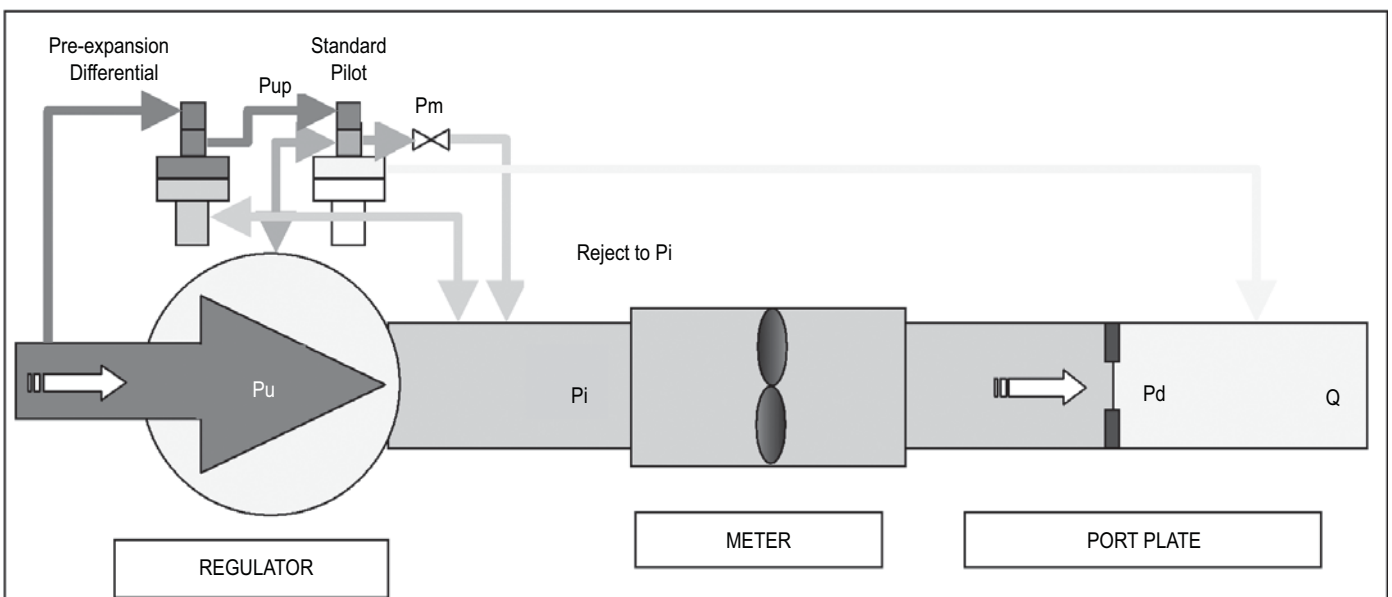 Pre-expansion
Differential
Standard
Pilot
Pup
Pm
Reject to Pi
Pu
Pi
Pd
Q
METER
PORT PLATE
REGULATOR